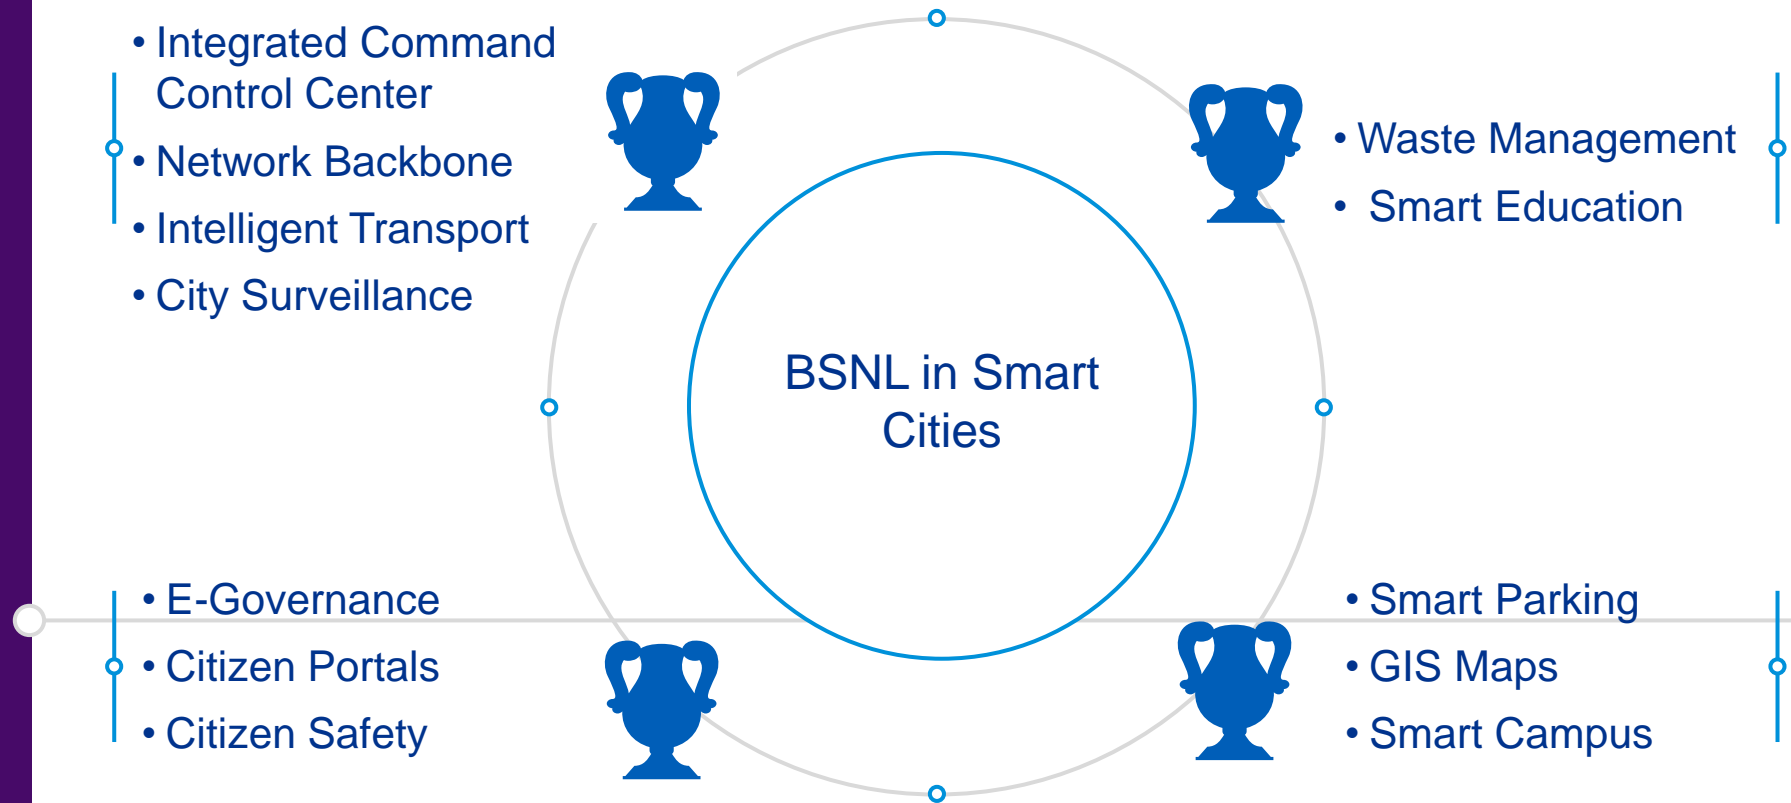 • Integrated Command
Control Center
• Network Backbone
• Intelligent Transport
• City Surveillance
• Waste Management
• Smart Education
BSNL in Smart
Cities
• E-Governance
• Citizen Portals
• Citizen Safety
• Smart Parking
• GIS Maps
• Smart Campus